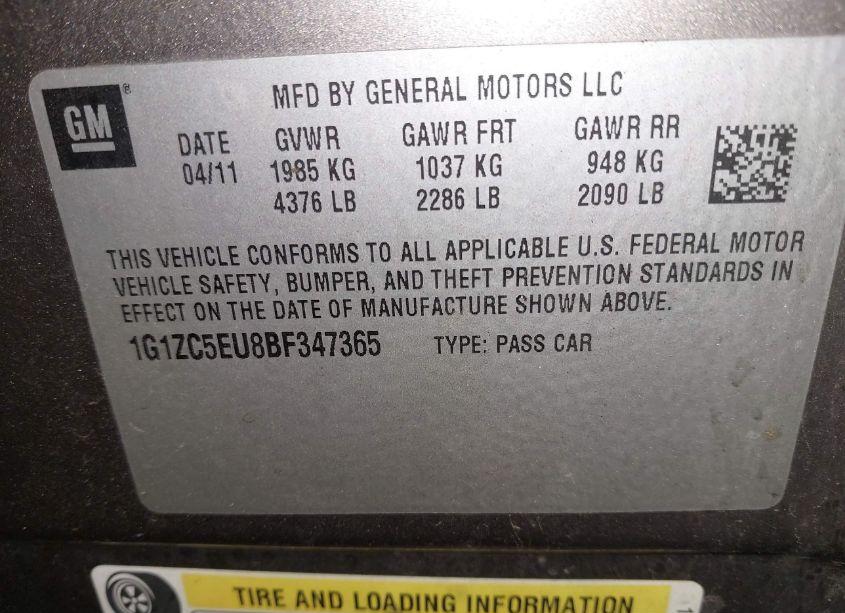 GM
®
MFD BY GENERAL MOTORS LLC
DATE GVWR GAWR FRT GAWR RR
04/11 1985 KG 1037 KG 948 KG
4376 LB 2286 LB 2090 LB
THIS VEHICLE CONFORMS TO ALL APPLICABLE U.S. FEDERAL MOTOR
VEHICLE SAFETY, BUMPER, AND THEFT PREVENTION STANDARDS IN
EFFECT ON THE DATE OF MANUFACTURE SHOWN ABOVE.
1G1ZC5EU8BF347365 TYPE: PASS CAR
TIRE AND LOADING INFORMATION